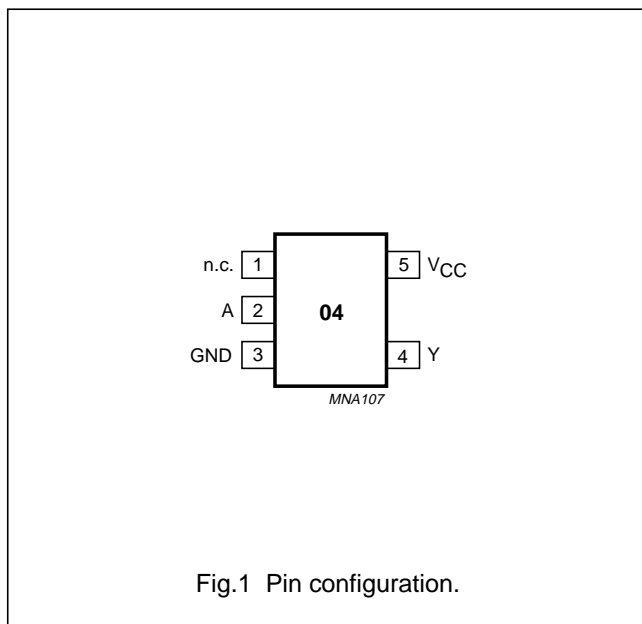 n.c. 1 5 VCC
A 2 04
GND 3 4 Y
MNA107
Fig.1 Pin configuration.